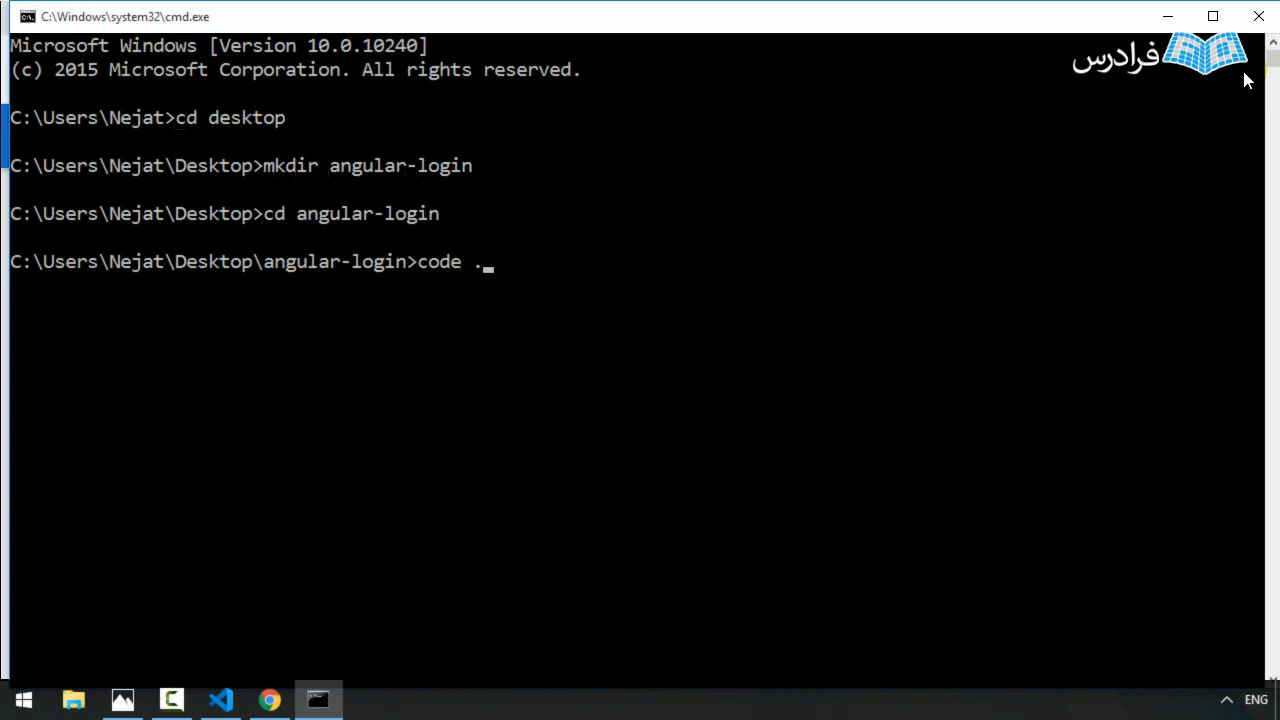 C:\Windows\system32\cmd.exe
Microsoft Windows [Version 10.0.10240]
(c) 2015 Microsoft Corporation. All rights reserved.
فرادرس
C:\Users\Nejat>cd desktop
C:\Users\Nejat\Desktop>mkdir angular-login
C:\Users\Nejat\Desktop>cd angular-login
C:\Users\Nejat\Desktop\angular-login>code .
ENG